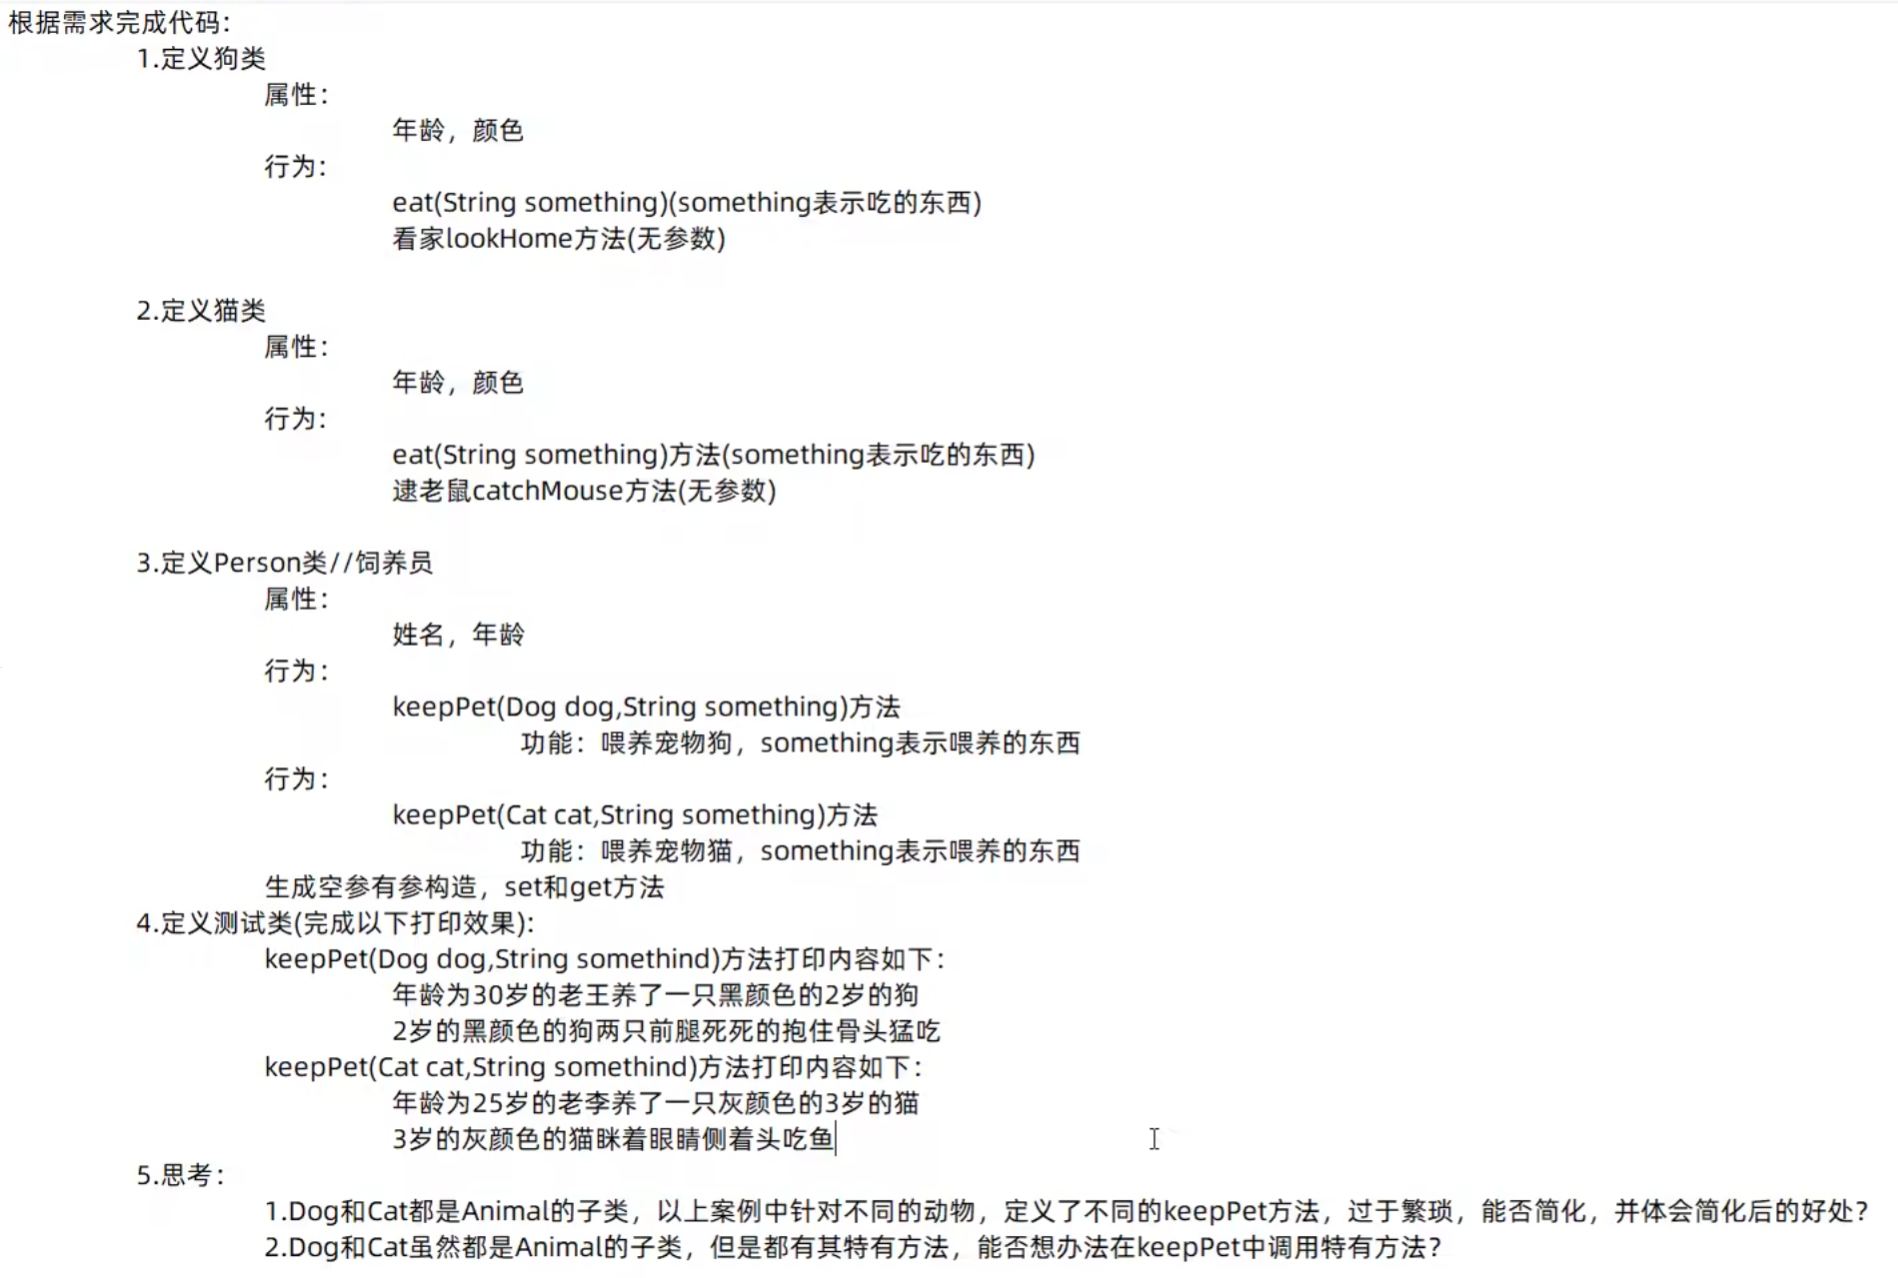 根据需求完成代码：
1.定义狗类
属性：
年龄，颜色
行为：
eat(String something)(something表示吃的东西)
看家lookHome方法(无参数)
2.定义猫类
属性：
年龄，颜色
行为：
eat(String something)方法(something表示吃的东西)
逮老鼠catchMouse方法(无参数)
3.定义Person类//饲养员
属性：
姓名，年龄
行为：
keepPet(Dog dog,String something)方法
功能：喂养宠物狗，something表示喂养的东西
行为：
keepPet(Cat cat,String something)方法
功能：喂养宠物猫，something表示喂养的东西
生成空参有参构造，set和get方法
4.定义测试类(完成以下打印效果)：
keepPet(Dog dog,String somethind)方法打印内容如下：
年龄为30岁的老王养了一只黑颜色的2岁的狗
2岁的黑颜色的狗两只前腿死死的抱住骨头猛吃
keepPet(Cat cat,String somethind)方法打印内容如下：
年龄为25岁的老李养了一只灰颜色的3岁的猫
3岁的灰颜色的猫眯着眼睛侧着头吃鱼
5.思考：
1.Dog和Cat都是Animal的子类，以上案例中针对不同的动物，定义了不同的keepPet方法，过于繁琐，能否简化，并体会简化后的好处？
2.Dog和Cat虽然都是Animal的子类，但是都有其特有方法，能否想办法在keepPet中调用特有方法？